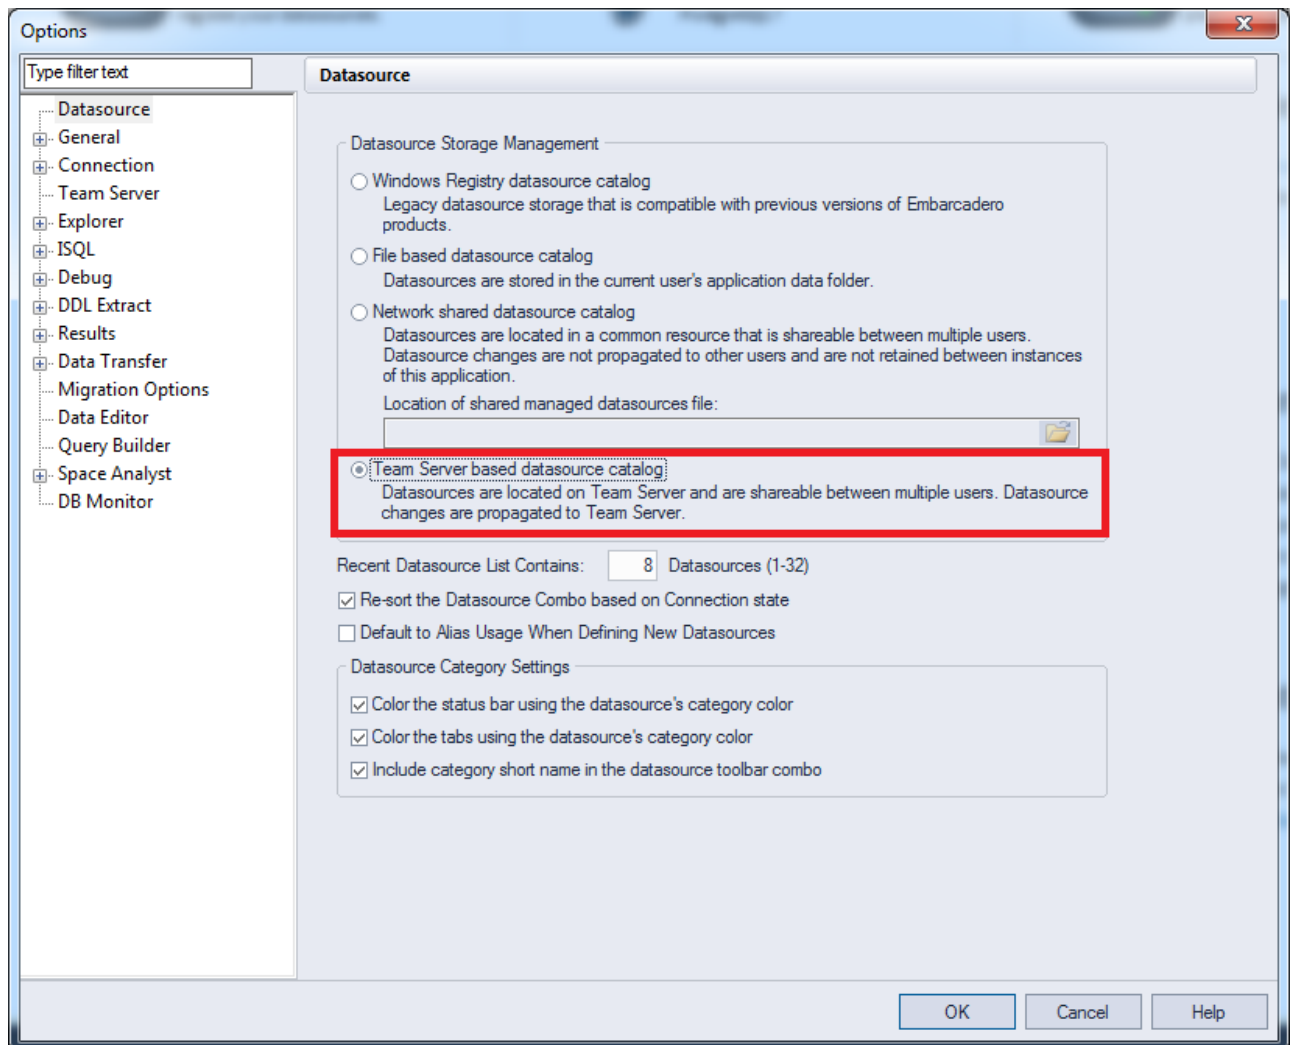 Options
Type filter text
Datasource
Datasource
General
Connection
Team Server
Explorer
ISQL
Debug
DDL Extract
Results
Data Transfer
Migration Options
Data Editor
Query Builder
Space Analyst
DB Monitor
Datasource Storage Management
Windows Registry datasource catalog
Legacy datasource storage that is compatible with previous versions of Embarcadero
products.
File based datasource catalog
Datasources are stored in the current user's application data folder.
Network shared datasource catalog
Datasources are located in a common resource that is shareable between multiple users.
Datasource changes are not propagated to other users and are not retained between instances
of this application.
Location of shared managed datasources file:
Team Server based datasource catalog
Datasources are located on Team Server and are shareable between multiple users. Datasource
changes are propagated to Team Server.
Recent Datasource List Contains: 8 Datasources (1-32)
Re-sort the Datasource Combo based on Connection state
Default to Alias Usage When Defining New Datasources
Datasource Category Settings
Color the status bar using the datasource's category color
Color the tabs using the datasource's category color
Include category short name in the datasource toolbar combo
OK Cancel Help